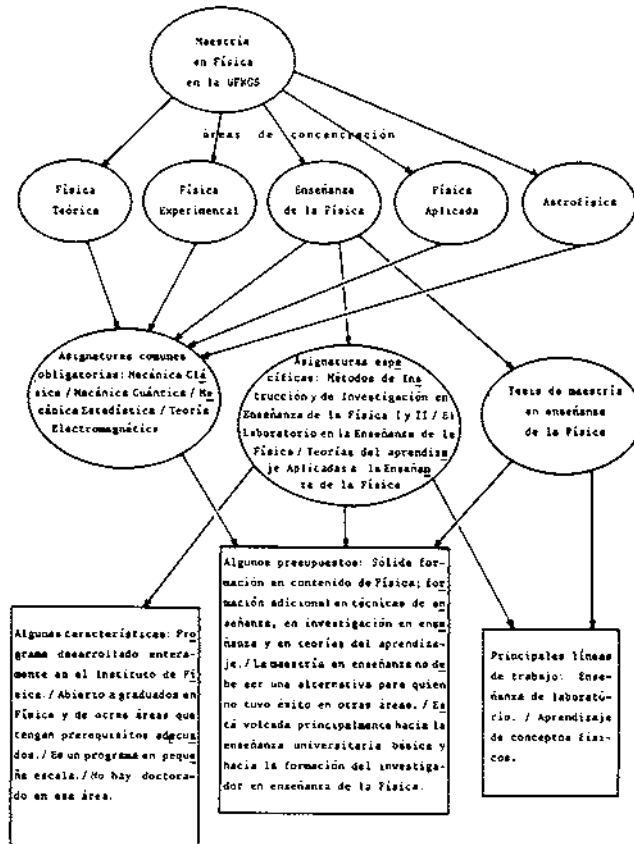 Maestría
en Física
en la UFRGS
áreas de concentración
Física
Teórica
Física
Experimental
Enseñanza
de la Física
Física
Aplicada
Astrofísica
Asignaturas comunes
obligatorias: Mecánica Clá
sica / Mecánica Cuántica / Me
cánica Estadística / Teoría
Electromagnética
Asignaturas espe
cíficas: Métodos de Ins
trucción y de Investigación en
Enseñanza de la Física I y II / El
Laboratorio en la Enseñanza de la
Física / Teorías del aprendiza
je Aplicadas a la Enseñan
za de la Física
Tesis de maestría
en enseñanza
de la Física
Algunas características: Pro
grama desarrollado entera-
mente en el Instituto de Fí
sica. / Abierto a graduados en
Física y de otras áreas que
tengan prerequisitos adecua
dos. / Es un programa en peque
ña escala. / No hay doctora-
do en esa área.
Algunos presupuestos: Sólida for-
mación en contenido de Física; for
mación adicional en técnicas de en
señanza, en investigación en ense
ñanza y en teorías del aprendiza-
je. / La maestría en enseñanza no de
be ser una alternativa para quien
no tuvo éxito en otras áreas. / Es
tá volcada principalmente hacia la
enseñanza universitaria básica y
hacia la formación del investiga-
dor en enseñanza de la Física.
Principales líneas
de trabajo: Ense-
ñanza de laborató-
rio. / Aprendizaje
de conceptos físi-
cos.